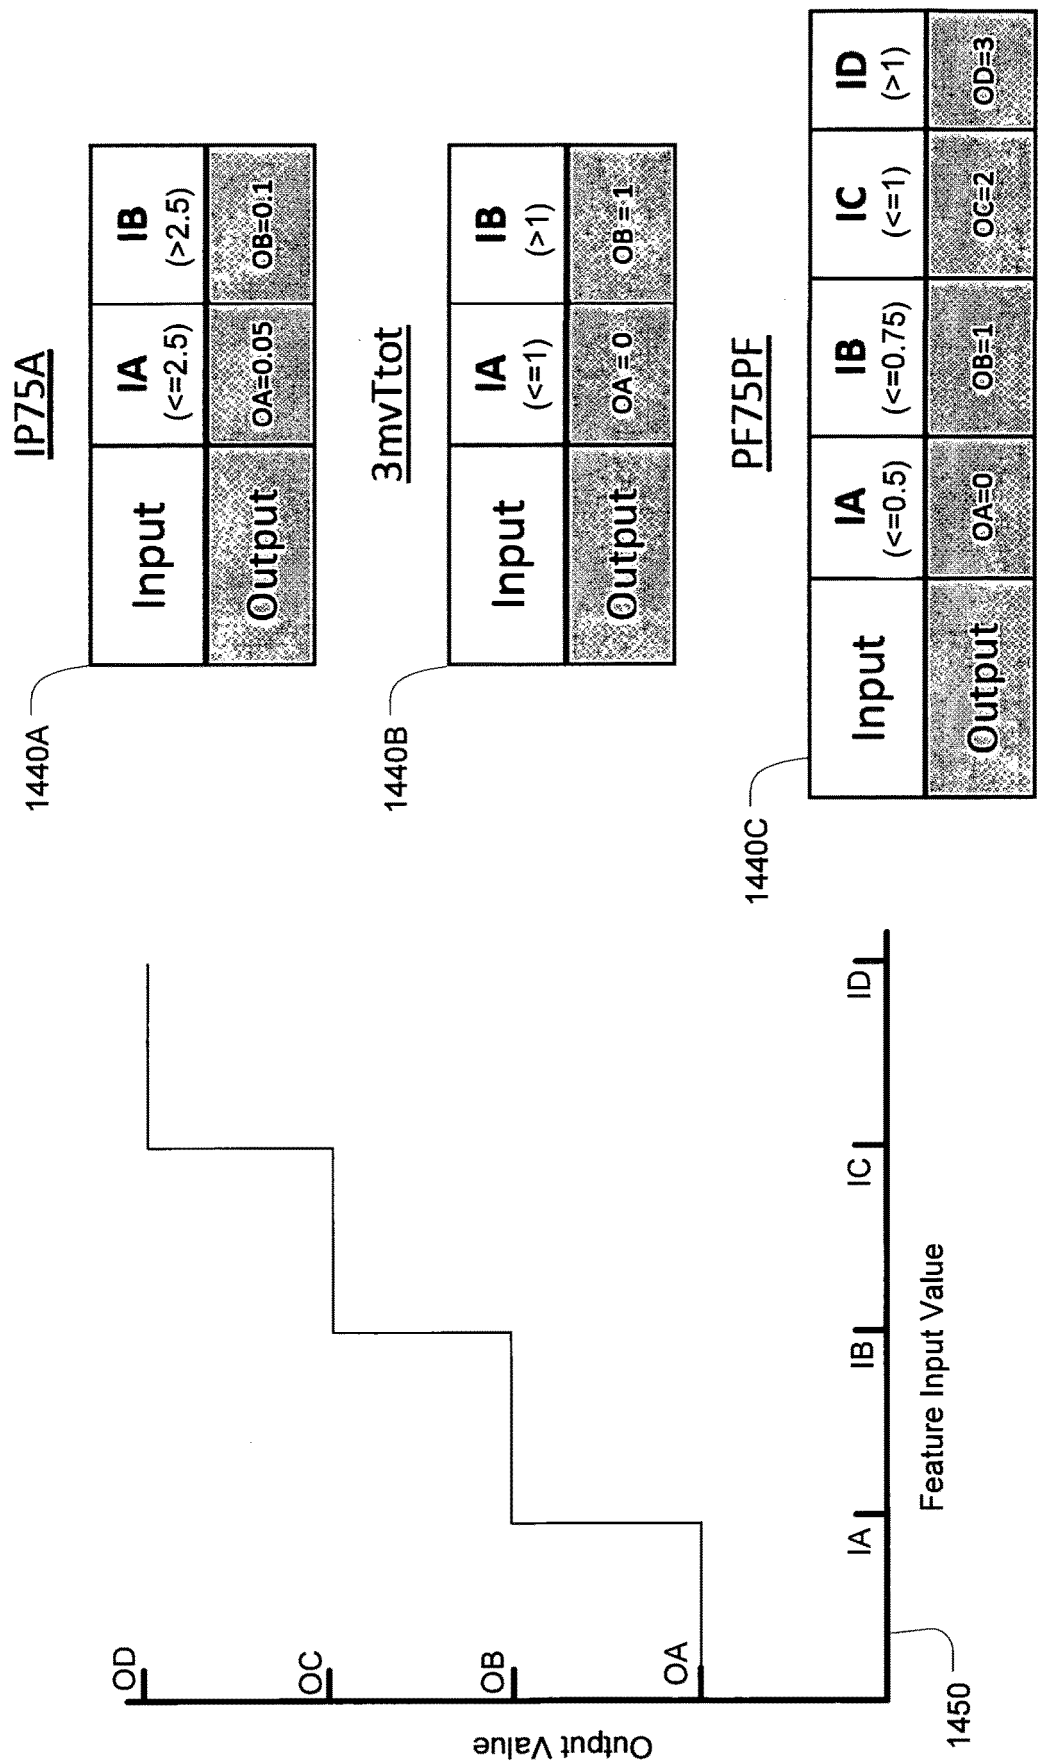 OD
OC
OB
OA
Output Value
IA
IB
IC
ID
Feature Input Value
1450
IP75A
1440A
Input IA IB
(<=2.5) (>2.5)
Output OA=0.05 OB=0.1
3mvTtot
1440B
Input IA IB
(<=1) (>1)
Output OA = 0 OB = 1
PF75PF
1440C
Input IA IB IC ID
(<=0.5) (<=0.75) (<=1) (>1)
Output OA=0 OB=1 OC=2 OD=3